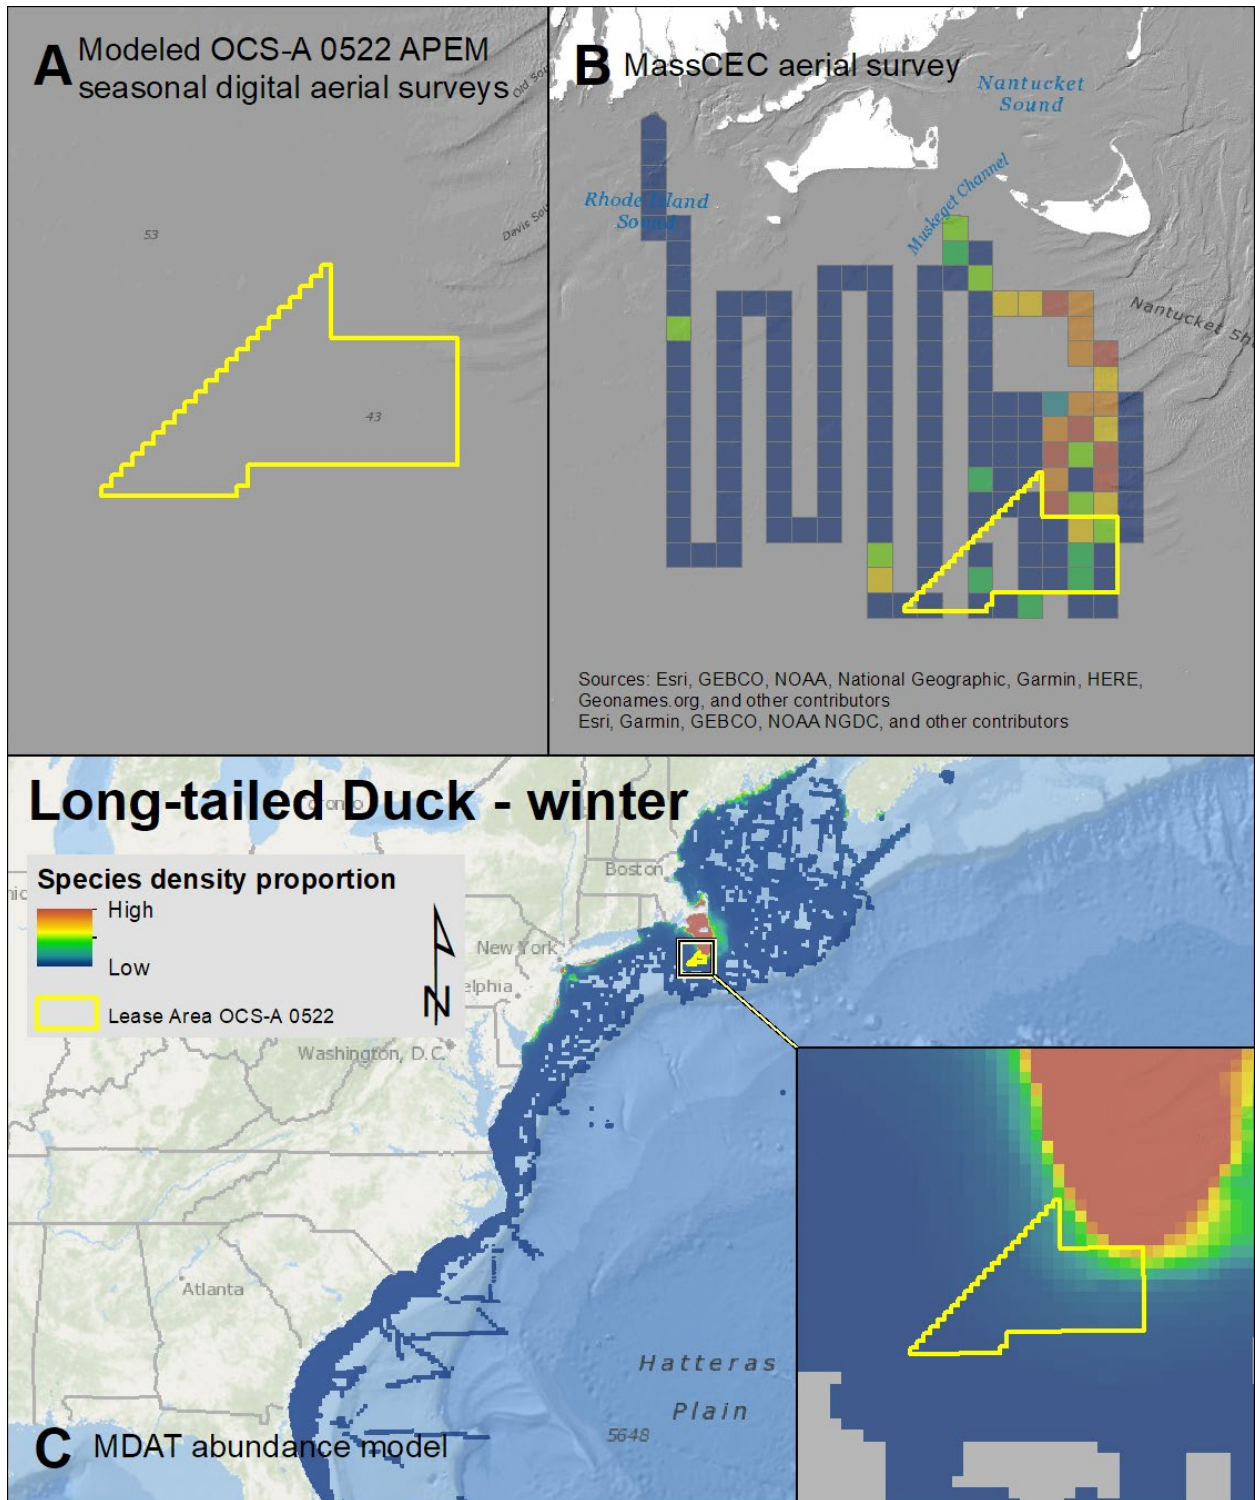 A Modeled OCS-A 0522 APEM
seasonal digital aerial surveys
53
43
B MassCEC aerial survey
Nantucket
Sound
Rhode Island
Sound
Muskeget Channel
Nantucket
Sources: Esri, GEBCO, NOAA, National Geographic, Garmin, HERE,
Geonames.org, and other contributors
Esri, Garmin, GEBCO, NOAA NGDC, and other contributors
Long-tailed Duck - winter
Species density proportion
High
Low
Lease Area OCS-A 0522
N
Boston
New York
Washington, D.C.
Atlanta
Hatteras
Plain
5648
C MDAT abundance model